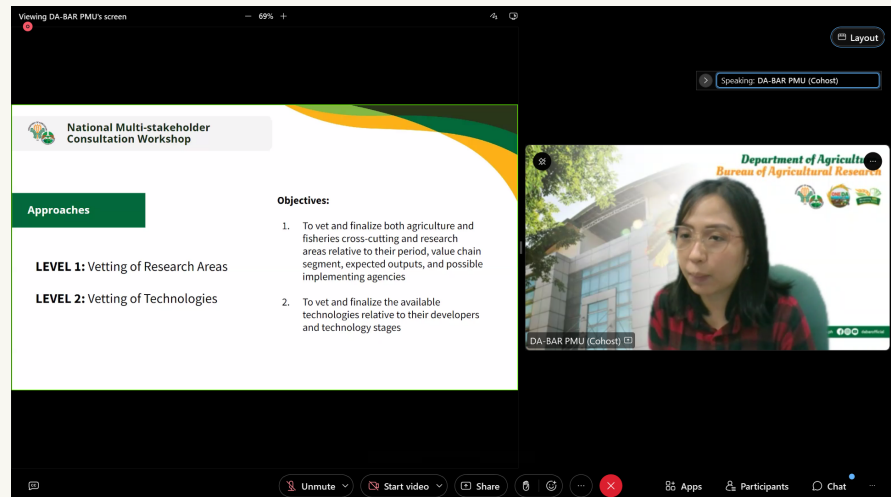 Viewing DA-BAR PMU's screen
− 69% +
Layout
Speaking: DA-BAR PMU (Cohost)
National Multi-stakeholder
Consultation Workshop
Approaches
LEVEL 1: Vetting of Research Areas
LEVEL 2: Vetting of Technologies
Objectives:
1. To vet and finalize both agriculture and
fisheries cross-cutting and research
areas relative to their period, value chain
segment, expected outputs, and possible
implementing agencies
2. To vet and finalize the available
technologies relative to their developers
and technology stages
Department of Agricultu
Bureau of Agricultural Research
DA-BAR PMU (Cohost)
Unmute
Start video
Share
Apps
Participants
Chat